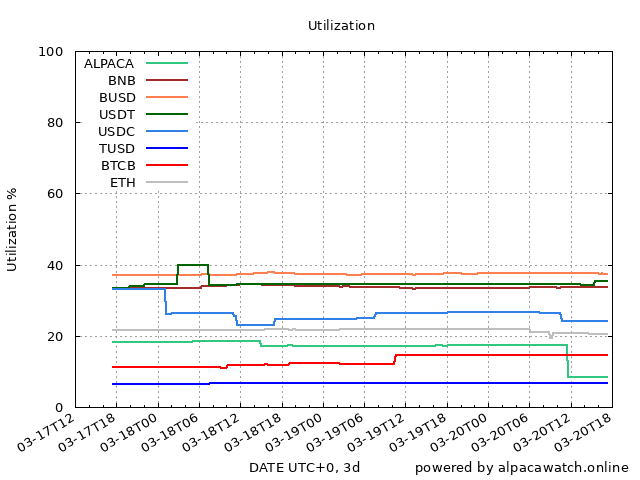 Utilization
100
80
60
40
20
0
Utilization %
ALPACA
BNB
BUSD
USDT
USDC
TUSD
BTCB
ETH
03-17T12
03-17T18
03-18T00
03-18T06
03-18T12
03-18T18
03-19T00
03-19T06
03-19T12
03-19T18
03-20T00
03-20T06
03-20T12
03-20T18
DATE UTC+0, 3d
powered by alpacawatch.online